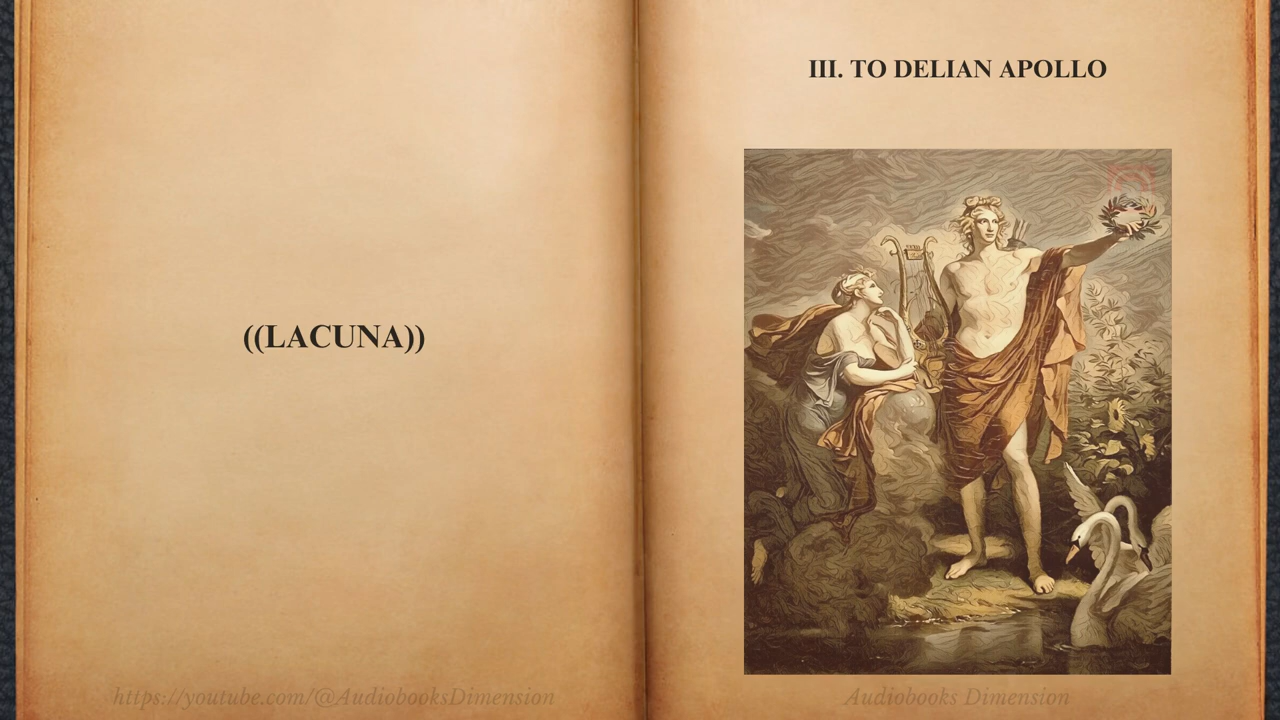 ((LACUNA))
https://youtube.com/@AudiobooksDimension
III. TO DELIAN APOLLO
Audiobooks Dimension